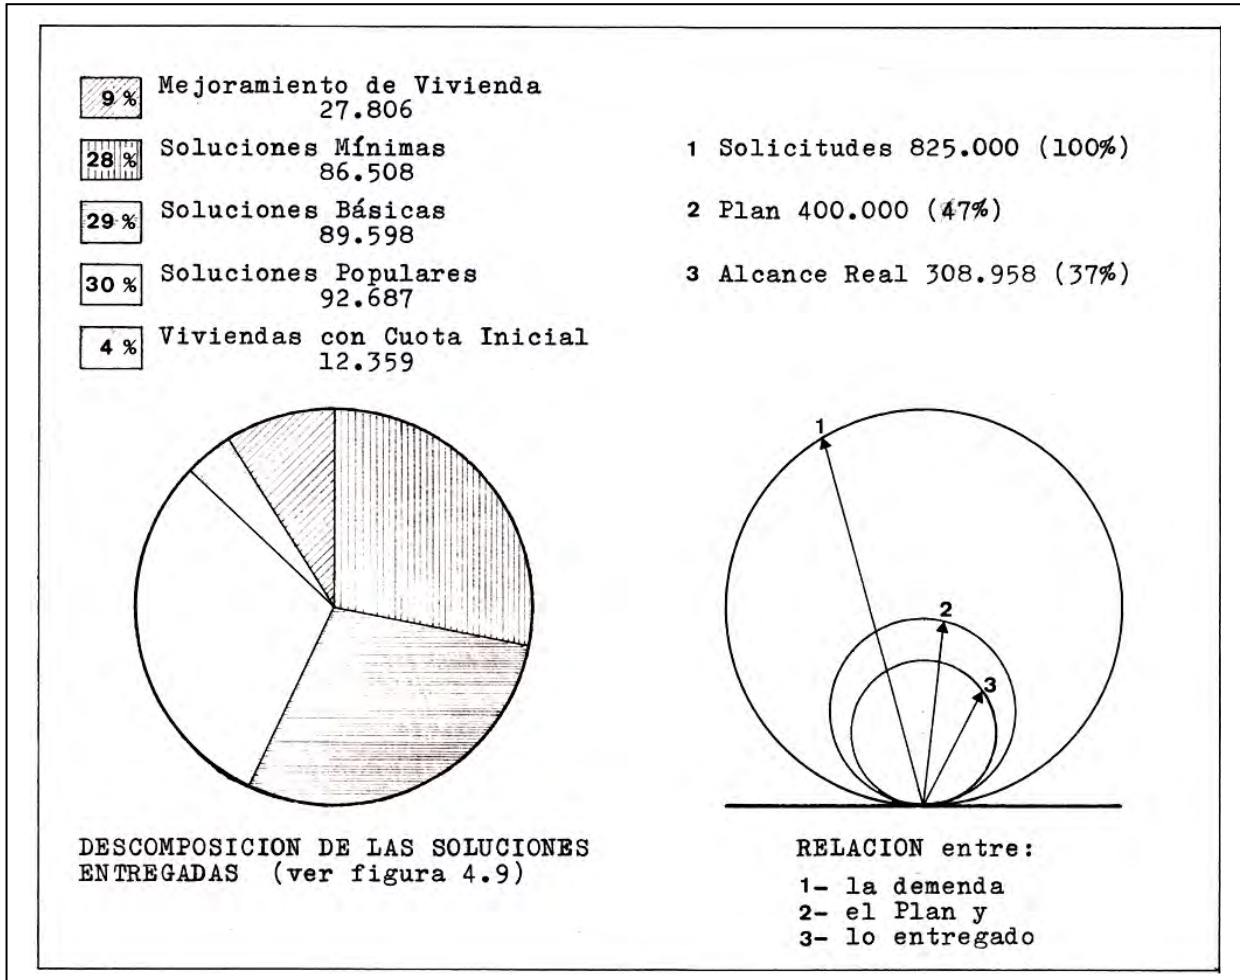 9 % Mejoramiento de Vivienda
27.806
28 % Soluciones Mínimas
86.508
29 % Soluciones Básicas
89.598
30 % Soluciones Populares
92.687
4 % Viviendas con Cuota Inicial
12.359
1 Solicitudes 825.000 (100%)
2 Plan 400.000 (47%)
3 Alcance Real 308.958 (37%)
1
2
3
DESCOMPOSICION DE LAS SOLUCIONES
ENTREGADAS (ver figura 4.9)
RELACION entre:
1- la demenda
2- el Plan y
3- lo entregado